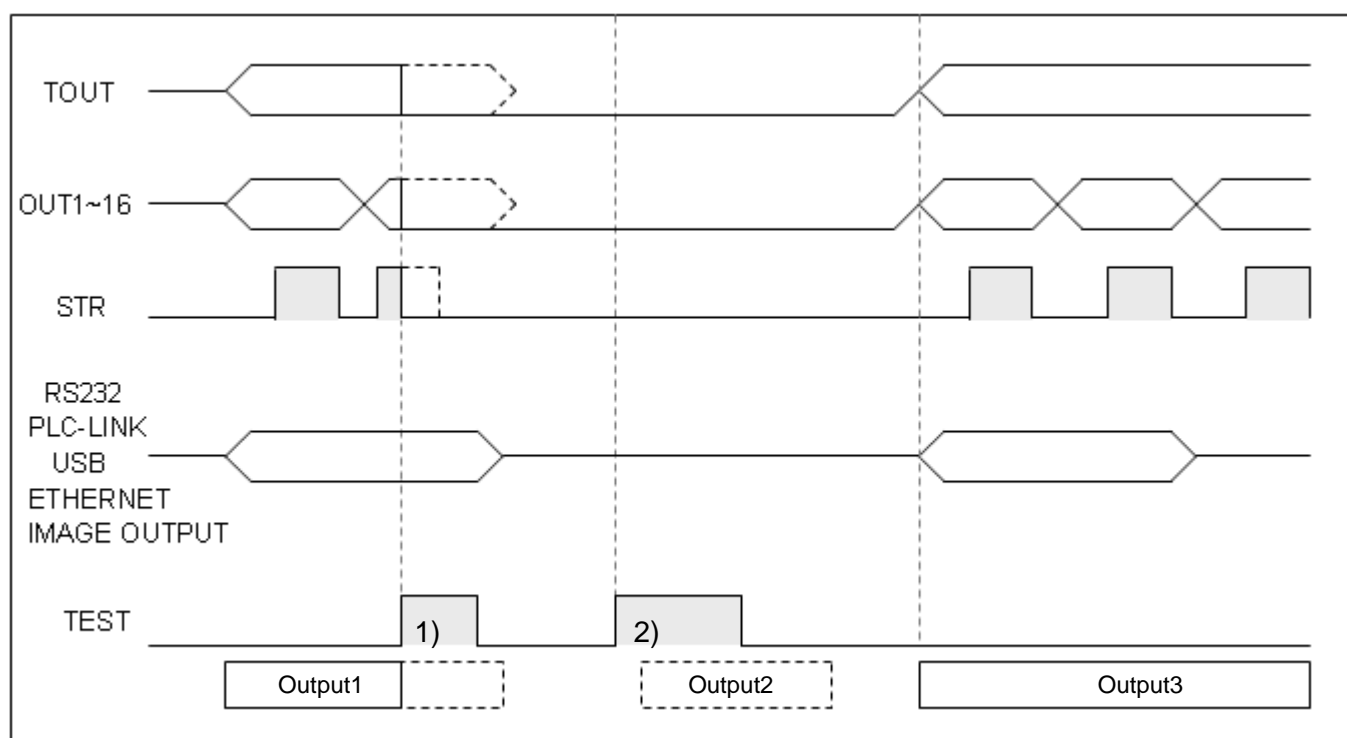 TOUT
OUT1~16
STR
RS232
PLC-LINK
USB
ETHERNET
IMAGE OUTPUT
TEST
1)
2)
Output1
Output2
Output3